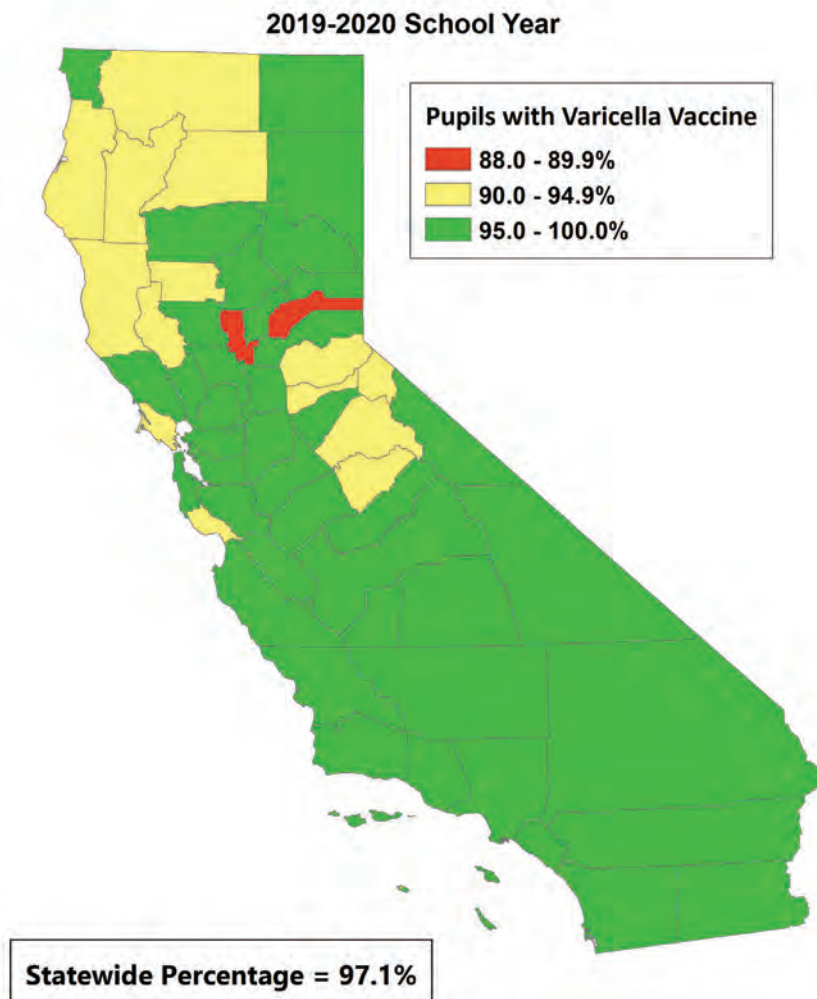 2019-2020 School Year
Pupils with Varicella Vaccine
88.0 - 89.9%
90.0 - 94.9%
95.0 - 100.0%
Statewide Percentage = 97.1%